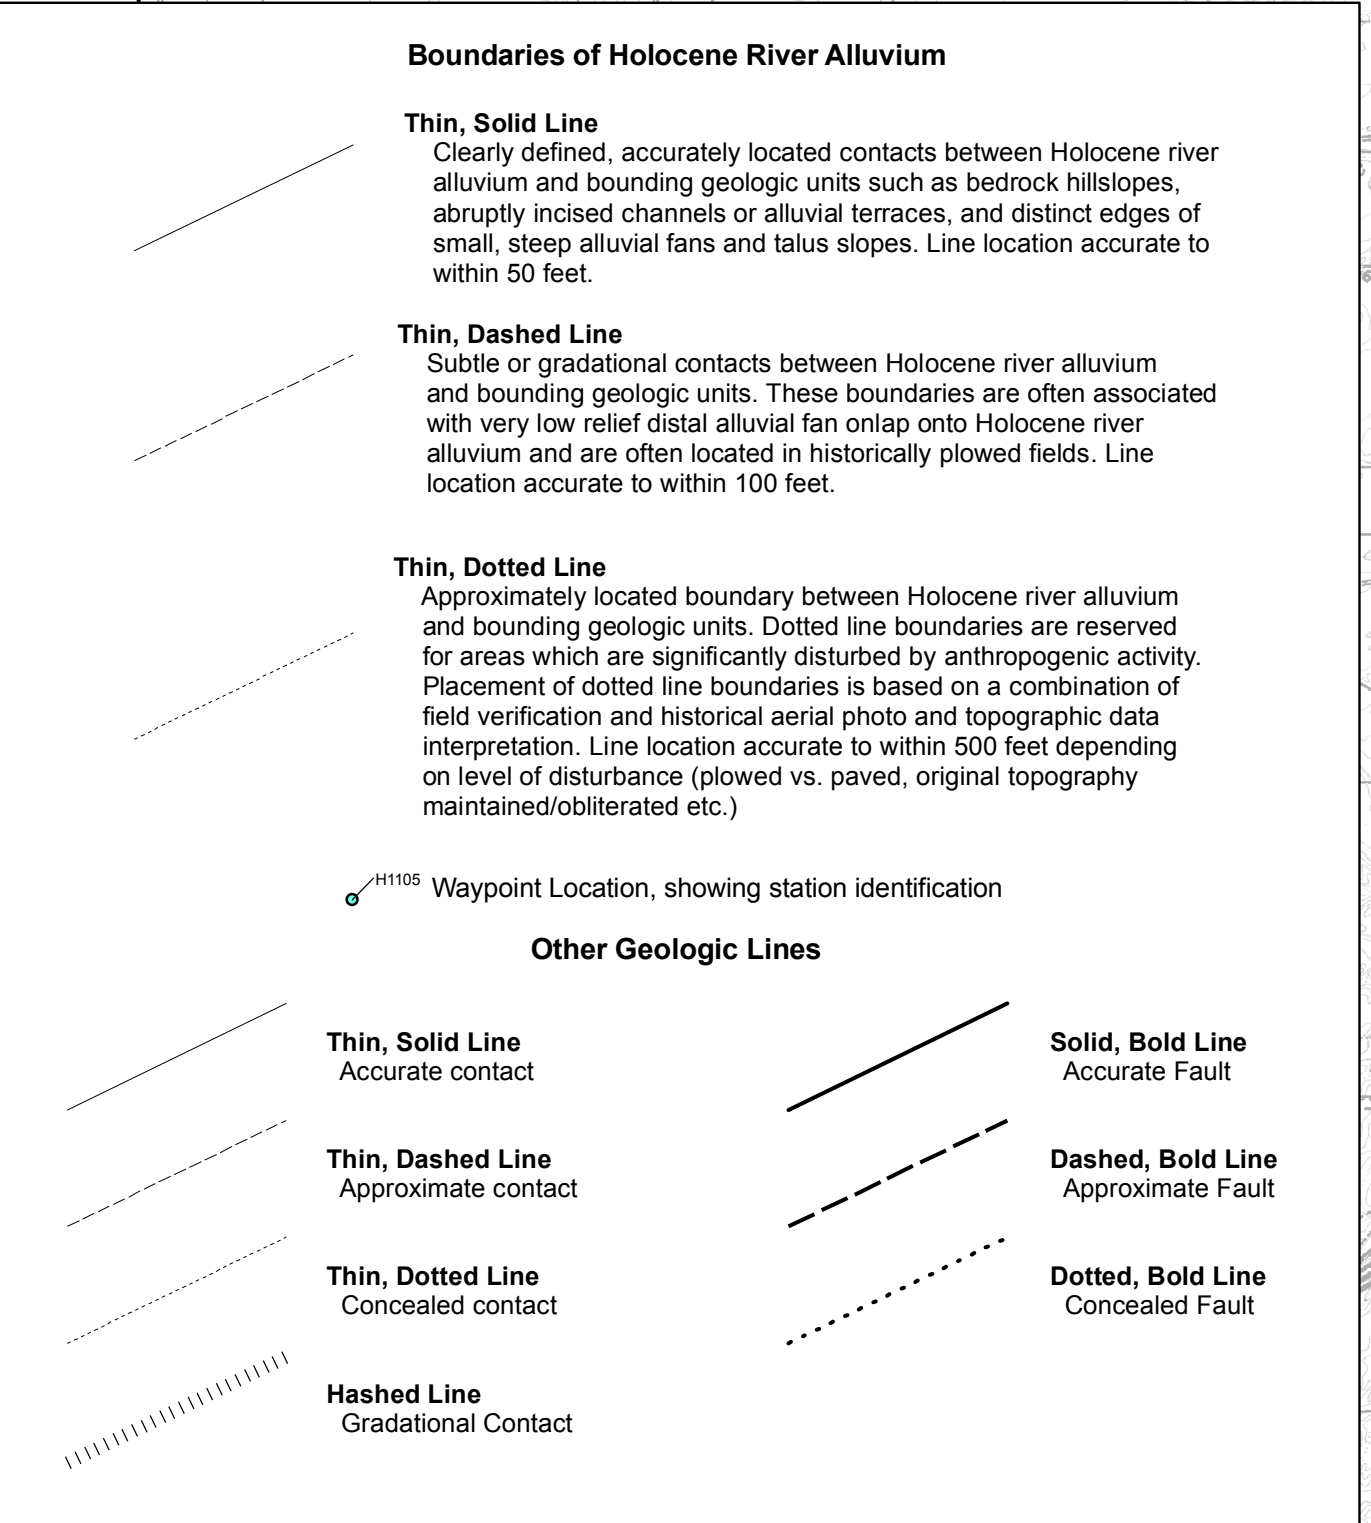 Boundaries of Holocene River Alluvium
Thin, Solid Line
Clearly defined, accurately located contacts between Holocene river
alluvium and bounding geologic units such as bedrock hillslopes,
abruptly incised channels or alluvial terraces, and distinct edges of
small, steep alluvial fans and talus slopes. Line location accurate to
within 50 feet.
Thin, Dashed Line
Subtle or gradational contacts between Holocene river alluvium
and bounding geologic units. These boundaries are often associated
with very low relief distal alluvial fan onlap onto Holocene river
alluvium and are often located in historically plowed fields. Line
location accurate to within 100 feet.
Thin, Dotted Line
Approximately located boundary between Holocene river alluvium
and bounding geologic units. Dotted line boundaries are reserved
for areas which are significantly disturbed by anthropogenic activity.
Placement of dotted line boundaries is based on a combination of
field verification and historical aerial photo and topographic data
interpretation. Line location accurate to within 500 feet depending
on level of disturbance (plowed vs. paved, original topography
maintained/obliterated etc.)
H1105 Waypoint Location, showing station identification
Other Geologic Lines
Thin, Solid Line
Accurate contact
Thin, Dashed Line
Approximate contact
Thin, Dotted Line
Concealed contact
Hashed Line
Gradational Contact
Solid, Bold Line
Accurate Fault
Dashed, Bold Line
Approximate Fault
Dotted, Bold Line
Concealed Fault